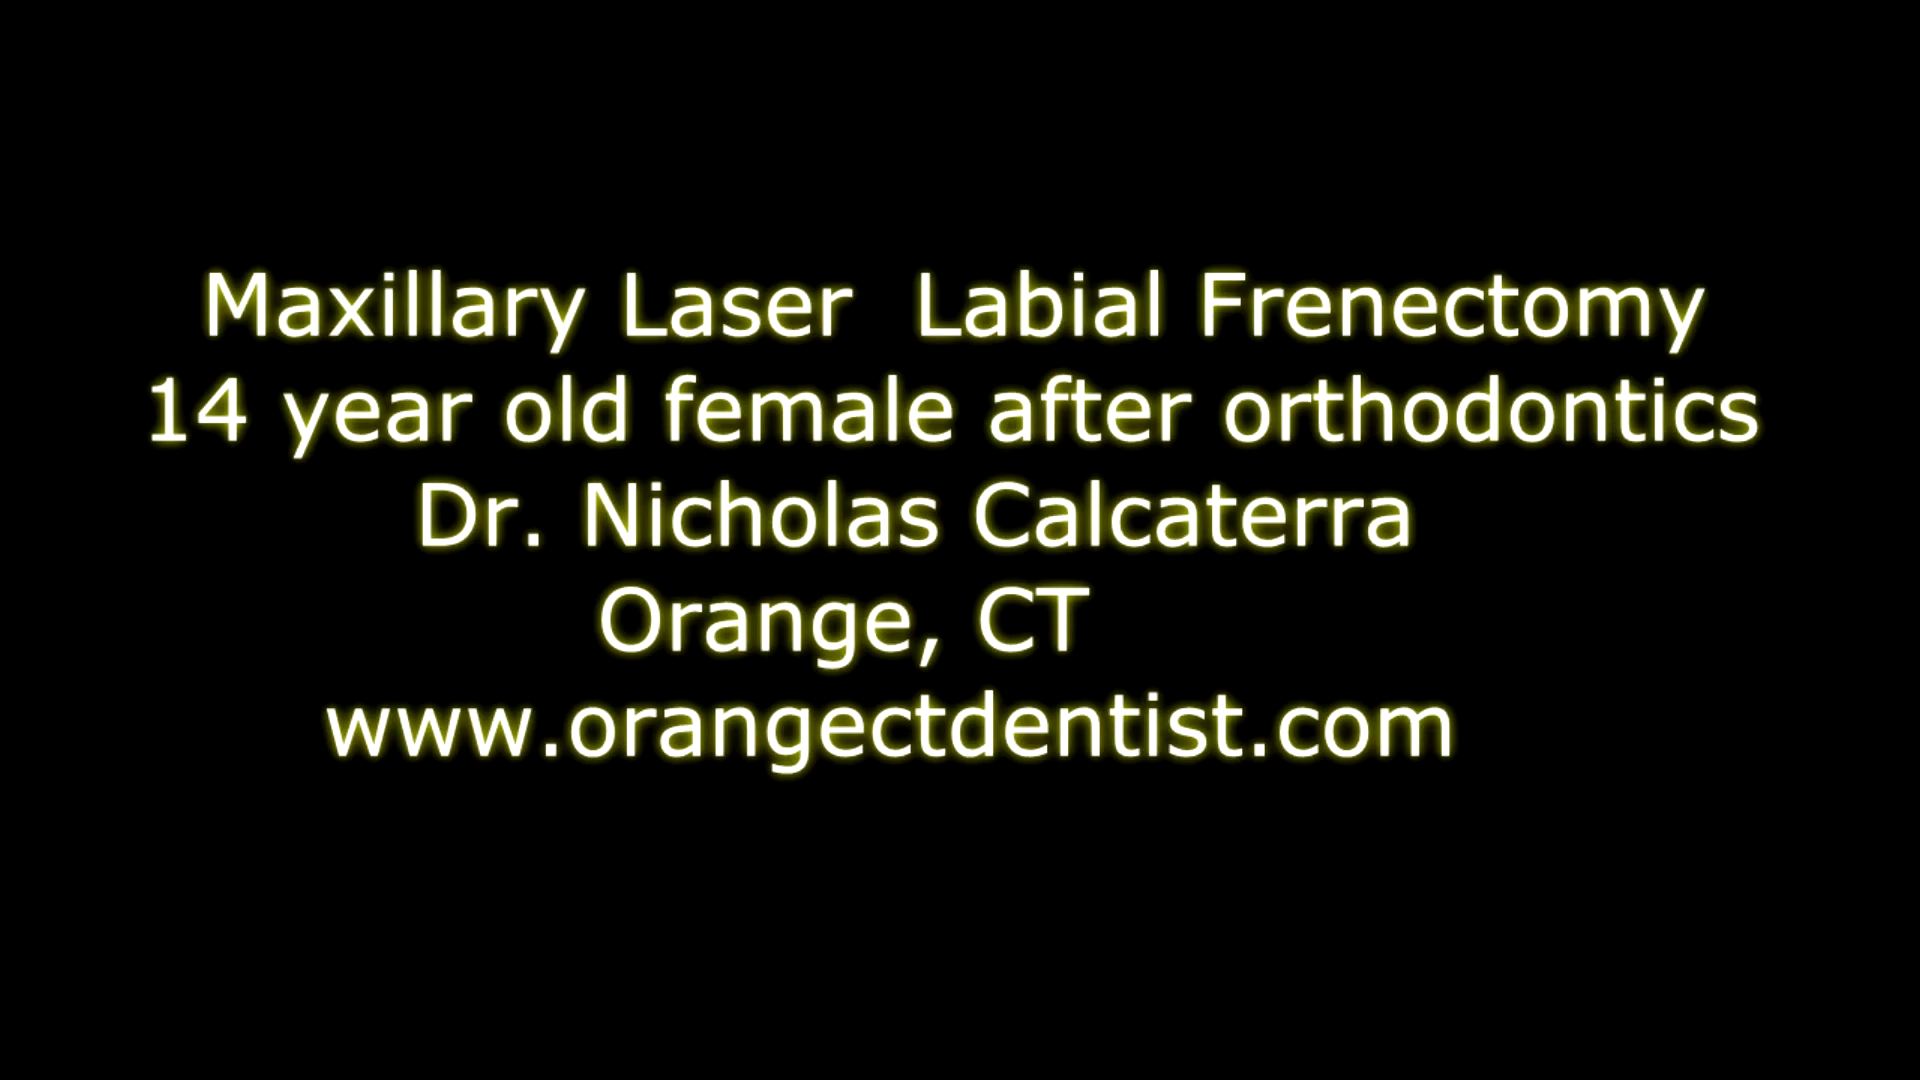 Maxillary Laser  Labial Frenectomy
14 year old female after orthodontics
Dr. Nicholas Calcaterra
Orange, CT
www.orangectdentist.com